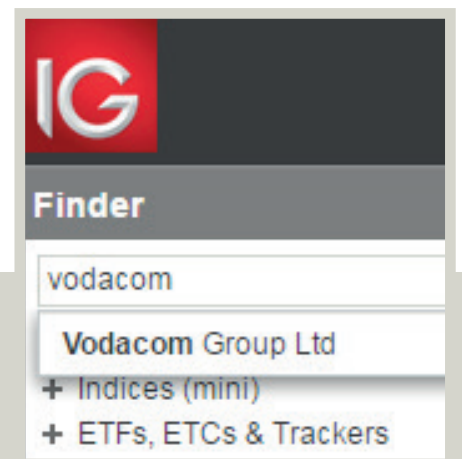 IG
Finder
vodacom
Vodacom Group Ltd
+ Indices (mini)
+ ETFs, ETCs & Trackers